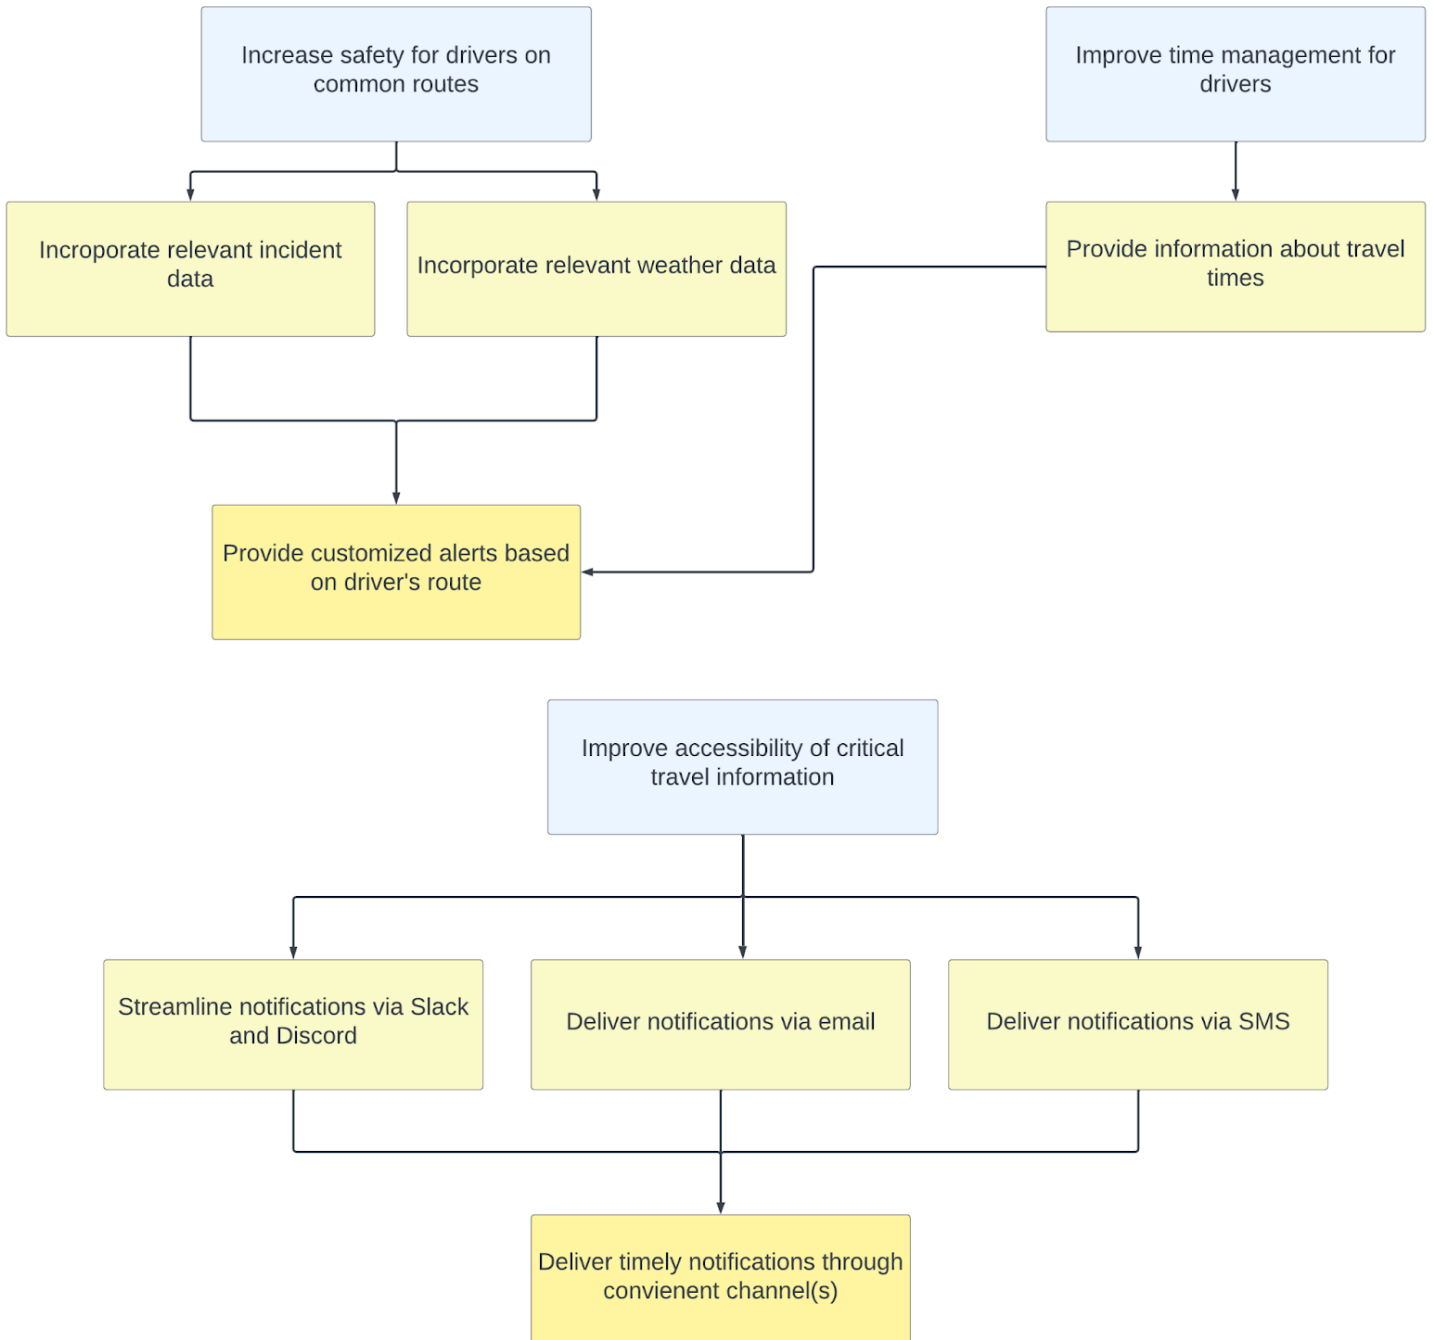 Increase safety for drivers on
common routes
Improve time management for
drivers
Incroporate relevant incident
data
Incorporate relevant weather data
Provide information about travel
times
Provide customized alerts based
on driver's route
Improve accessibility of critical
travel information
Streamline notifications via Slack
and Discord
Deliver notifications via email
Deliver notifications via SMS
Deliver timely notifications through
convienent channel(s)